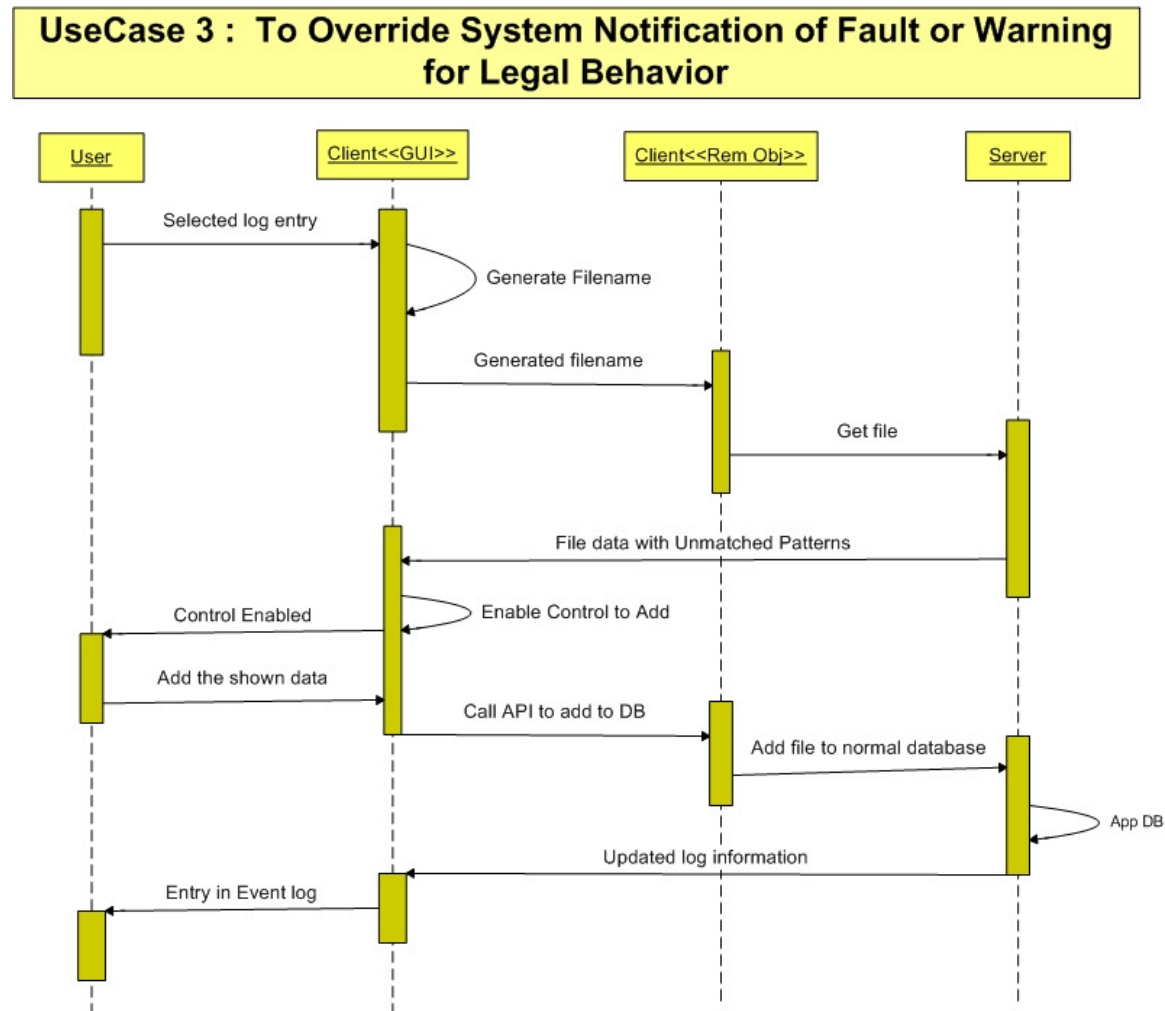 UseCase 3 :  To Override System Notification of Fault or Warning
for Legal Behavior
User
Client<<GUI>>
Client<<Rem Obj>>
Server
Selected log entry
Generate Filename
Generated filename
Get file
File data with Unmatched Patterns
Enable Control to Add
Control Enabled
Add the shown data
Call API to add to DB
Add file to normal database
App DB
Updated log information
Entry in Event log